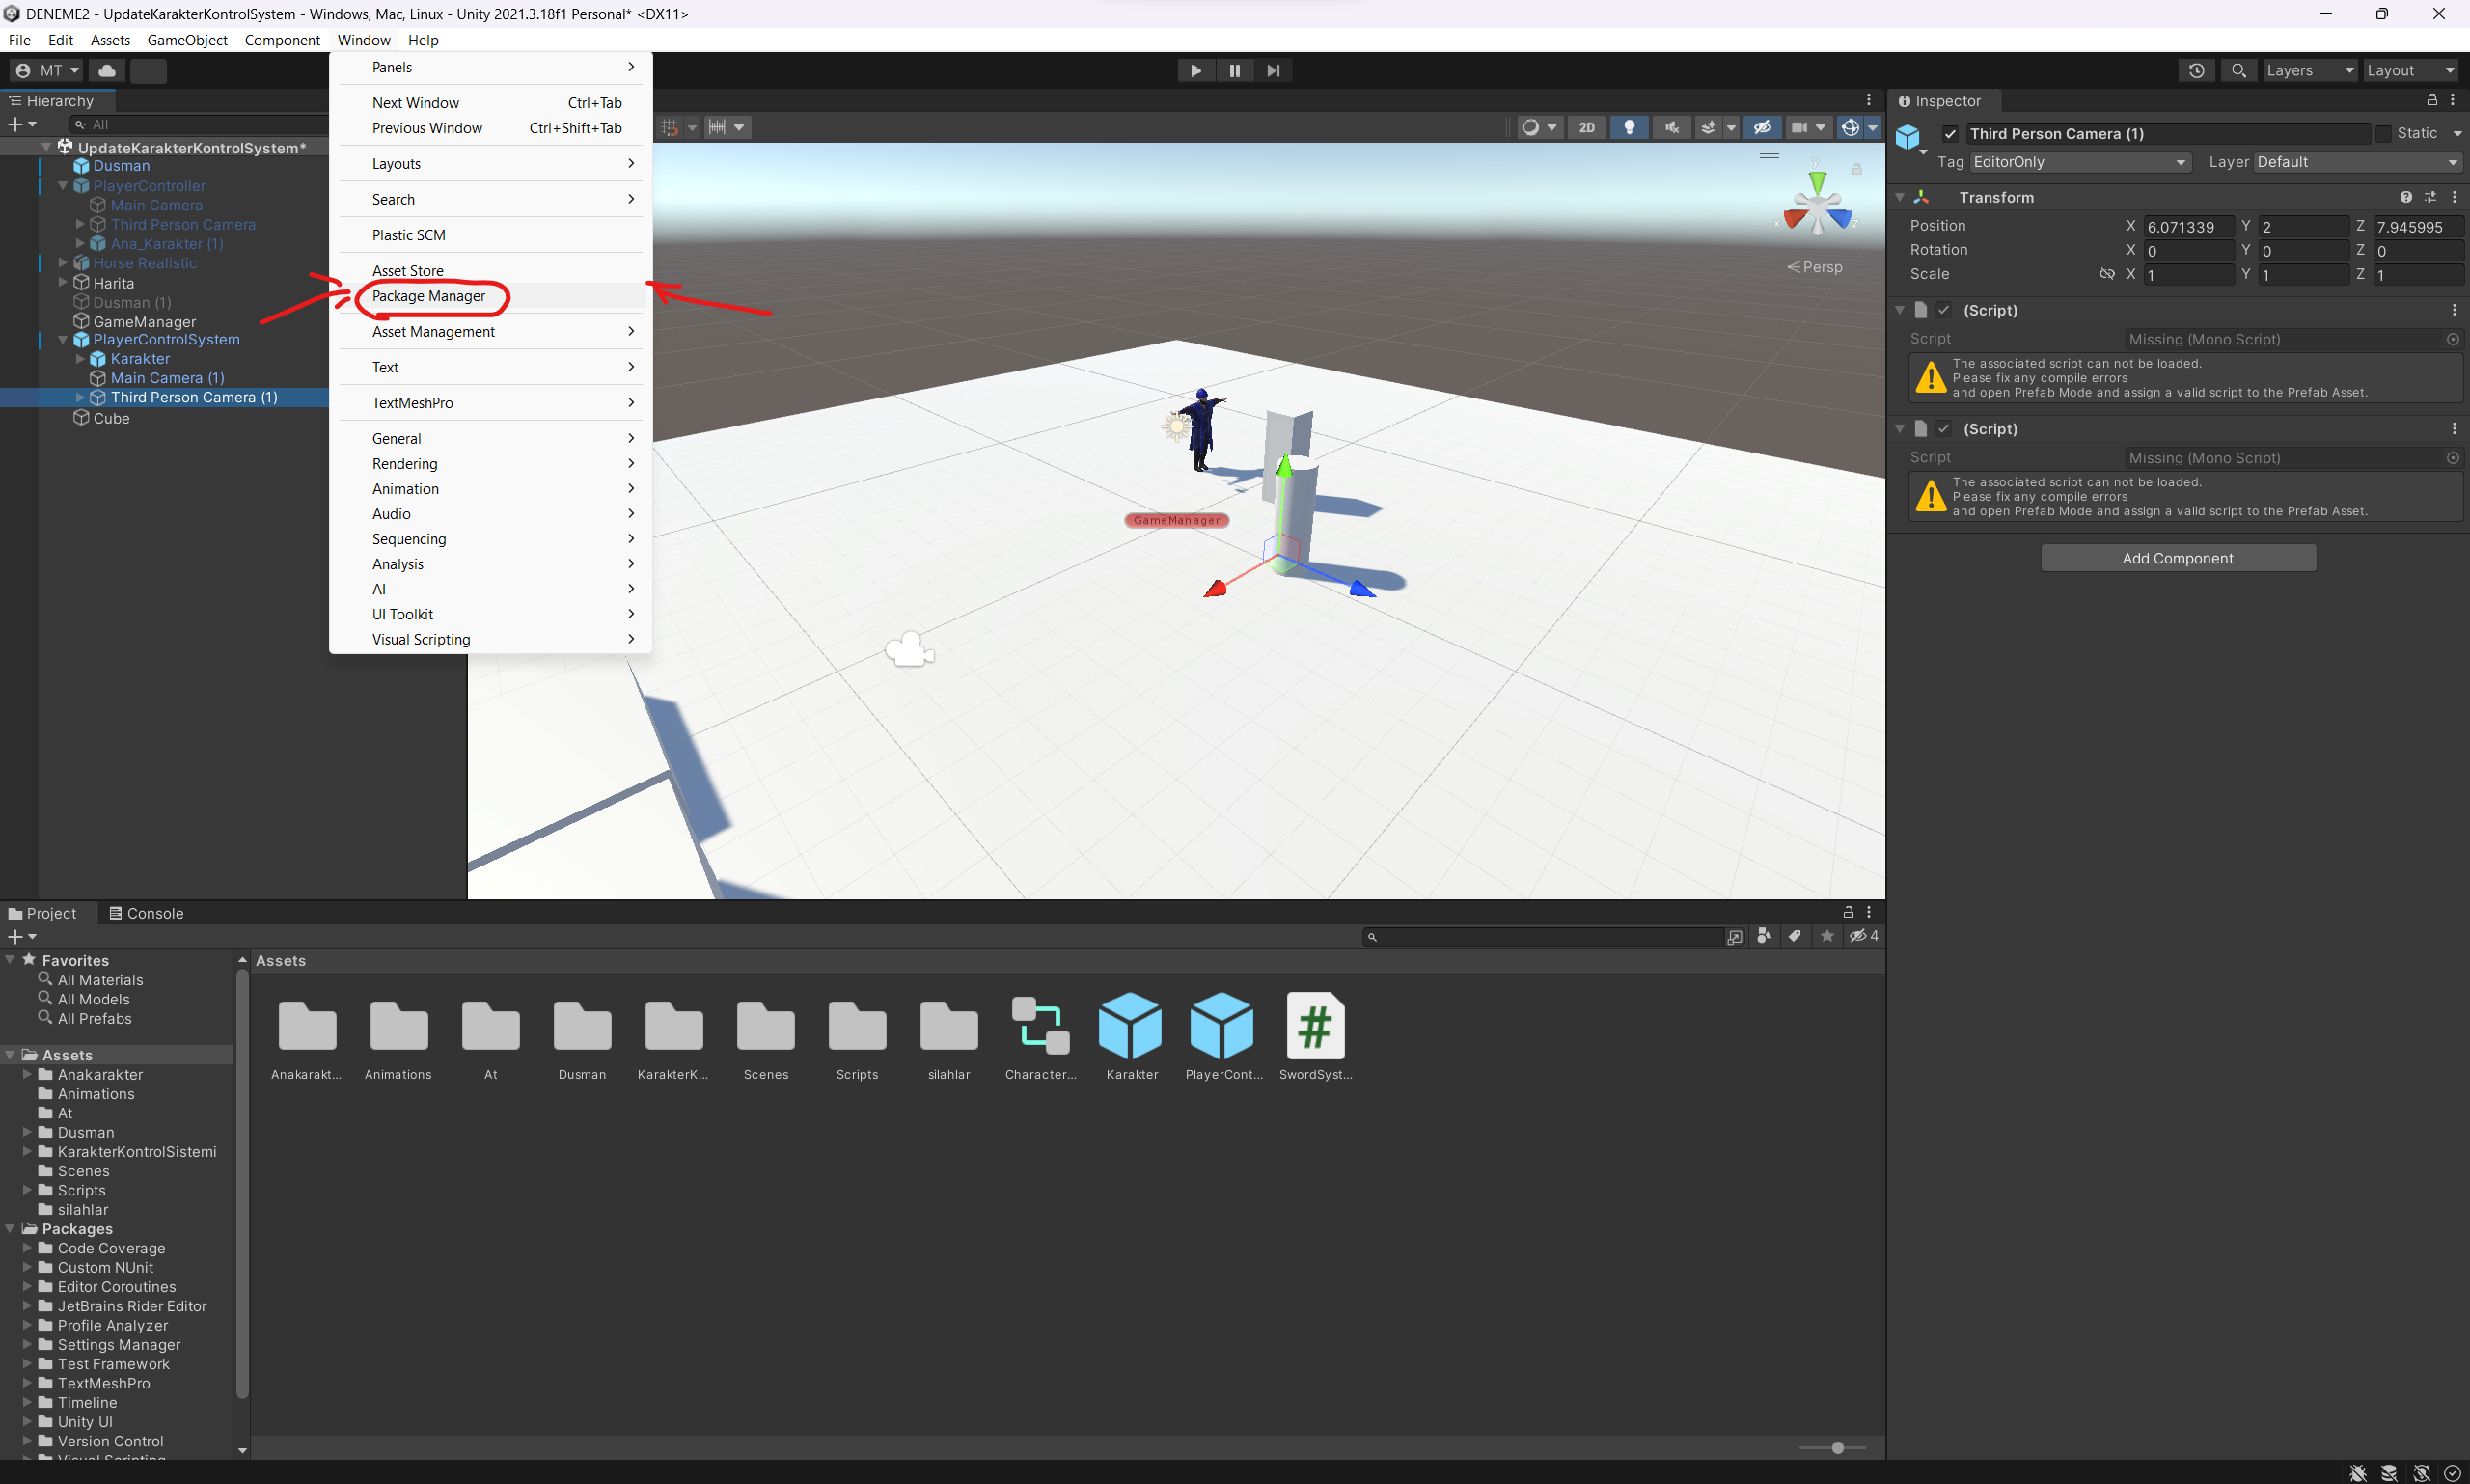 DENEME2 - UpdateKarakterKontrolSystem - Windows, Mac, Linux - Unity 2021.3.18f1 Personal* <DX11>
File Edit Assets GameObject Component Window Help
MT
Layers
Layout
Hierarchy
All
UpdateKarakterKontrolSystem*
Dusman
PlayerController
Main Camera
Third Person Camera
Ana_Karakter (1)
Horse Realistic
Harita
Dusman (1)
GameManager
PlayerControlSystem
Karakter
Main Camera (1)
Third Person Camera (1)
Cube
Panels
Next Window Ctrl+Tab
Previous Window Ctrl+Shift+Tab
Layouts
Search
Plastic SCM
Asset Store
Package Manager
Asset Management
Text
TextMeshPro
General
Rendering
Animation
Audio
Sequencing
Analysis
AI
UI Toolkit
Visual Scripting
2D
y
x
z
Persp
GameManager
Inspector
Third Person Camera (1)
Static
Tag EditorOnly
Layer Default
Transform
Position X 6.071339 Y 2 Z 7.945995
Rotation X 0 Y 0 Z 0
Scale X 1 Y 1 Z 1
(Script)
Script Missing (Mono Script)
The associated script can not be loaded.
Please fix any compile errors
and open Prefab Mode and assign a valid script to the Prefab Asset.
(Script)
Script Missing (Mono Script)
The associated script can not be loaded.
Please fix any compile errors
and open Prefab Mode and assign a valid script to the Prefab Asset.
Add Component
Project
Console
4
Favorites
All Materials
All Models
All Prefabs
Assets
Anakarakter
Animations
At
Dusman
KarakterKontrolSistemi
Scenes
Scripts
silahlar
Packages
Code Coverage
Custom NUnit
Editor Coroutines
JetBrains Rider Editor
Profile Analyzer
Settings Manager
Test Framework
TextMeshPro
Timeline
Unity UI
Version Control
Visual Scripting
Assets
Anakarakt...
Animations
At
Dusman
KarakterK...
Scenes
Scripts
silahlar
Character...
Karakter
PlayerCont...
SwordSyst...